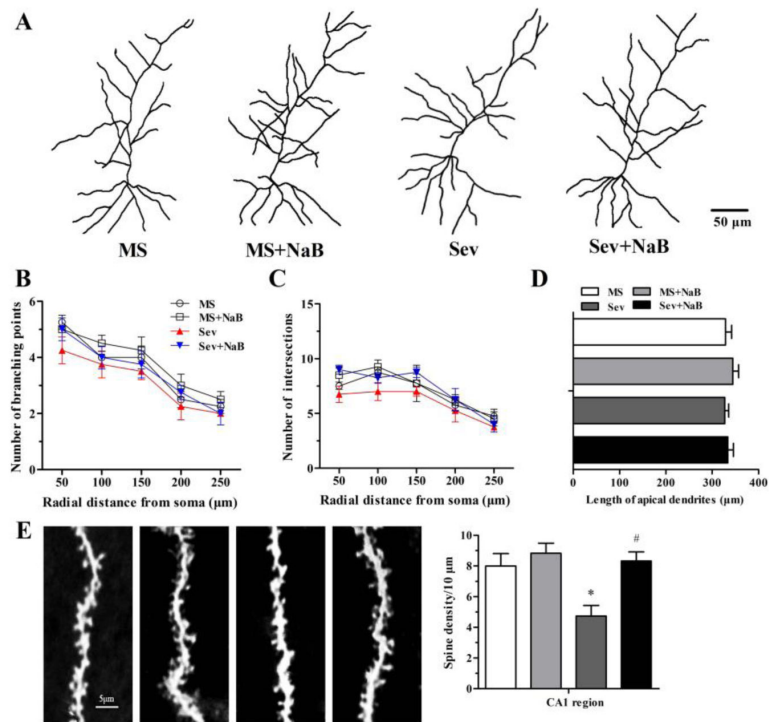 A
MS
MS+NaB
Sev
Sev+NaB
50 µm
B
Number of branching points
6
4
2
0
MS
MS+NaB
Sev
Sev+NaB
50 100 150 200 250
Radial distance from soma (µm)
C
Number of intersections
15
10
5
0
50 100 150 200 250
Radial distance from soma (µm)
D
MS
MS+NaB
Sev
Sev+NaB
0 100 200 300 400
Length of apical dendrites (µm)
E
5µm
Spine density/10 µm
10
8
6
4
2
0
*
#
CA1 region